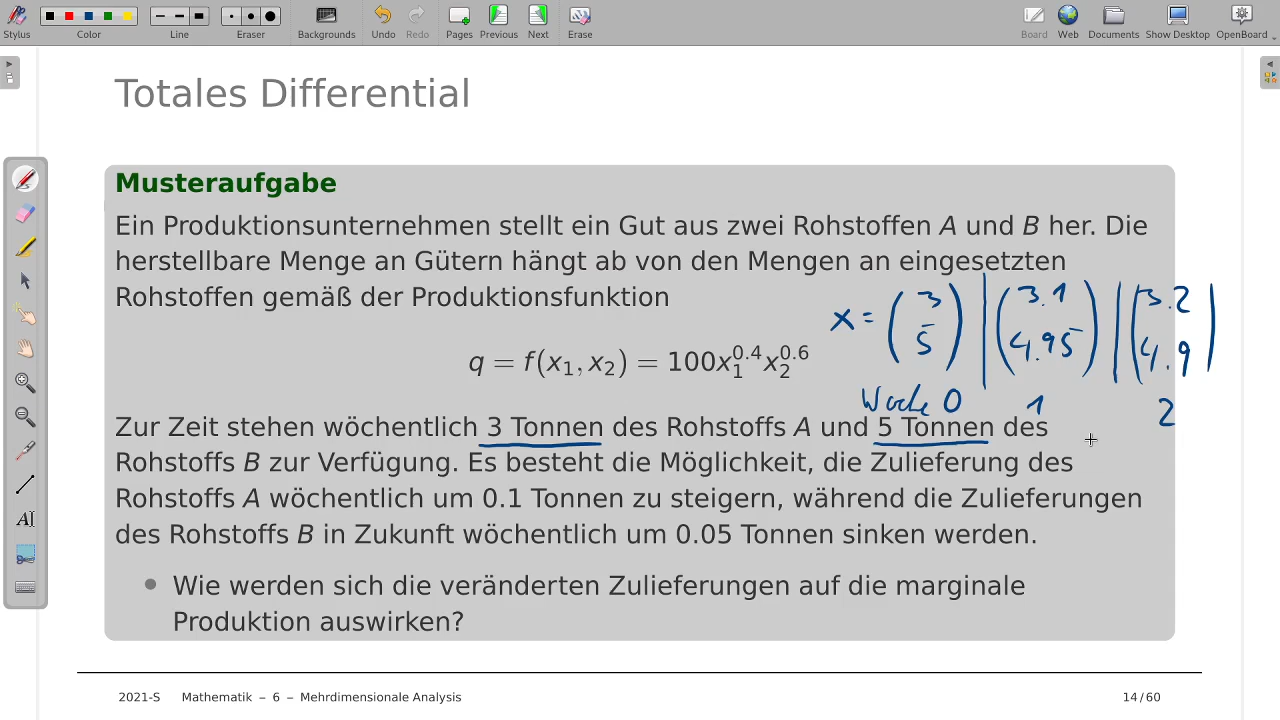 Stylus Color Line Eraser Backgrounds Undo Redo Pages Previous Next Erase Board Web Documents Show Desktop OpenBoard
Totales Differential
Musteraufgabe
Ein Produktionsunternehmen stellt ein Gut aus zwei Rohstoffen A und B her. Die
herstellbare Menge an Gütern hängt ab von den Mengen an eingesetzten
Rohstoffen gemäß der Produktionsfunktion
x = ( 3 5 ) | ( 3.1 4.95 ) | ( 3.2 4.9 )
q = f(x₁, x₂) = 100x₁^0.4 x₂^0.6
Woche 0 1 2
Zur Zeit stehen wöchentlich 3 Tonnen des Rohstoffs A und 5 Tonnen des
Rohstoffs B zur Verfügung. Es besteht die Möglichkeit, die Zulieferung des
Rohstoffs A wöchentlich um 0.1 Tonnen zu steigern, während die Zulieferungen
des Rohstoffs B in Zukunft wöchentlich um 0.05 Tonnen sinken werden.
AI
• Wie werden sich die veränderten Zulieferungen auf die marginale
Produktion auswirken?
2021-S Mathematik – 6 – Mehrdimensionale Analysis 14/60